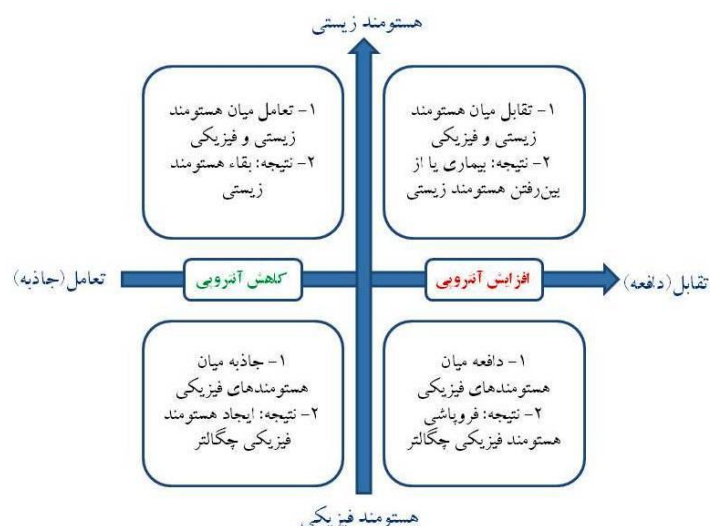 هستومند زیستی
۱- تقابل میان هستومند
زیستی و فیزیکی
۲- نتیجه: بیماری یا از
بین‌رفتن هستومند زیستی
۱- تعامل میان هستومند
زیستی و فیزیکی
۲- نتیجه: بقاء هستومند
زیستی
تقابل(دافعه)
افزایش آنتروپی
کاهش آنتروپی
تعامل(جاذبه)
۱- دافعه میان
هستومندهای فیزیکی
۲- نتیجه: فروپاشی
هستومند فیزیکی چگالتر
۱- جاذبه میان
هستومندهای فیزیکی
۲- نتیجه: ایجاد هستومند
فیزیکی چگالتر
هستومند فیزیکی